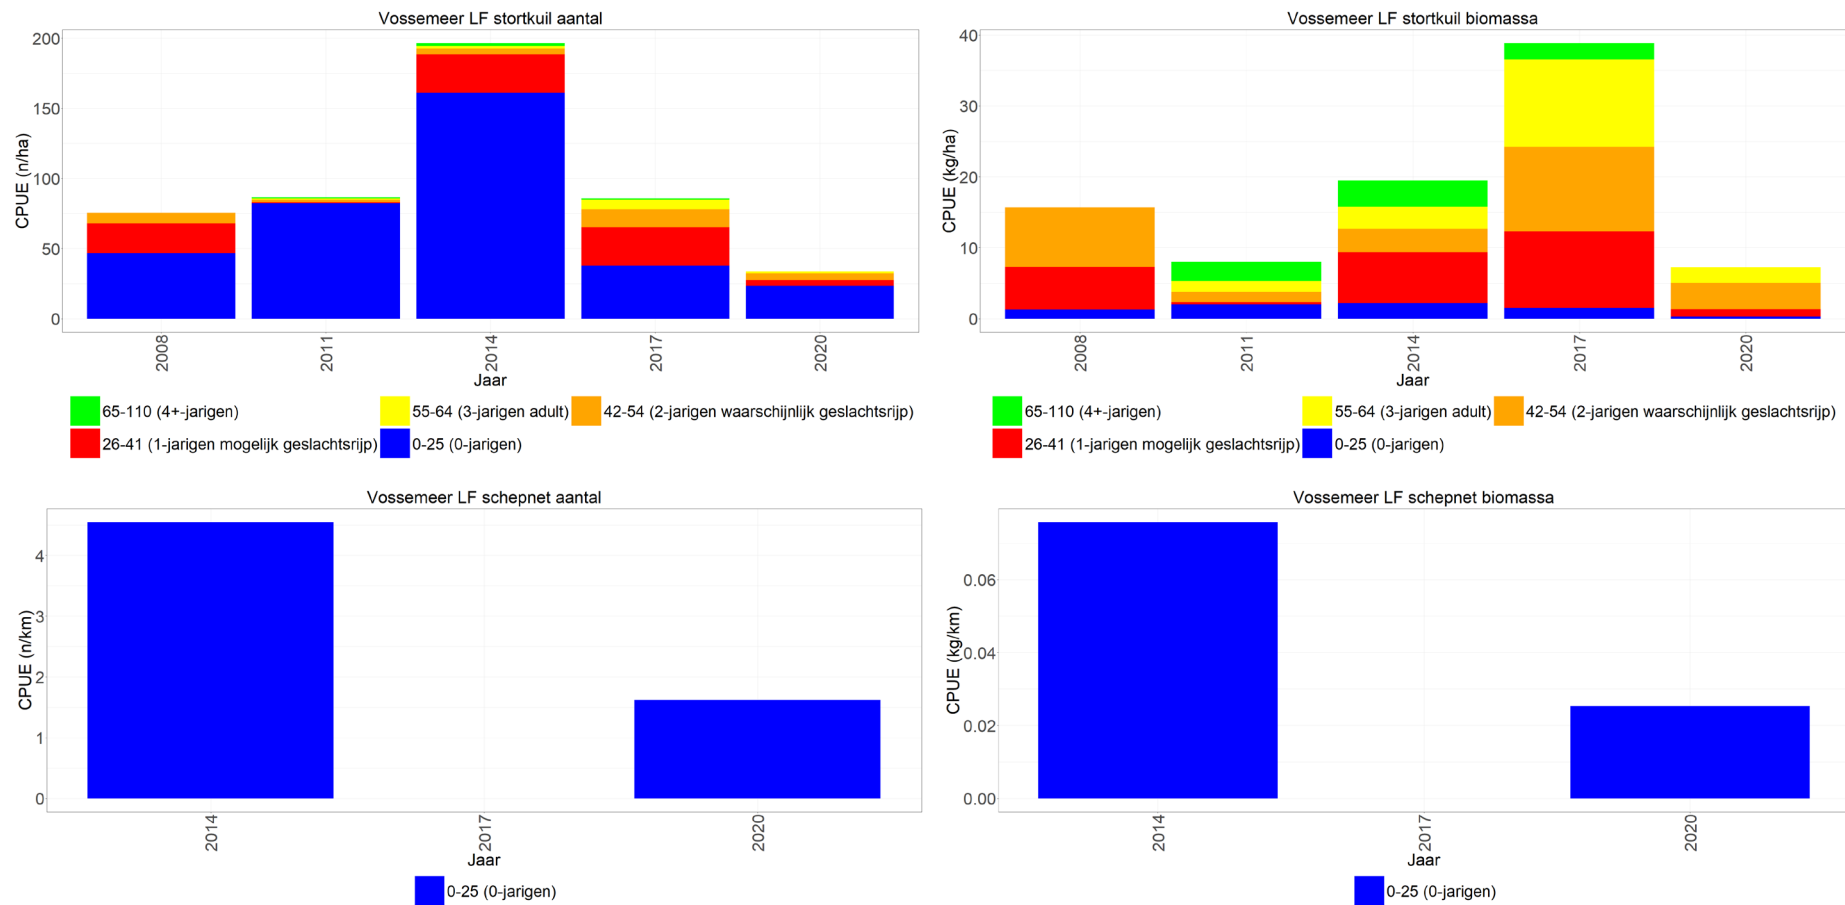 Vossemeer LF stortkuil aantal
CPUE (n/ha)
200
150
100
50
0
2008
2011
2014
2017
2020
Jaar
65-110 (4+-jarigen)
55-64 (3-jarigen adult)
42-54 (2-jarigen waarschijnlijk geslachtsrijp)
26-41 (1-jarigen mogelijk geslachtsrijp)
0-25 (0-jarigen)
Vossemeer LF stortkuil biomassa
CPUE (kg/ha)
40
30
20
10
0
2008
2011
2014
2017
2020
Jaar
65-110 (4+-jarigen)
55-64 (3-jarigen adult)
42-54 (2-jarigen waarschijnlijk geslachtsrijp)
26-41 (1-jarigen mogelijk geslachtsrijp)
0-25 (0-jarigen)
Vossemeer LF schepnet aantal
CPUE (n/km)
4
3
2
1
0
2014
2017
2020
Jaar
0-25 (0-jarigen)
Vossemeer LF schepnet biomassa
CPUE (kg/km)
0.06
0.04
0.02
0.00
2014
2017
2020
Jaar
0-25 (0-jarigen)